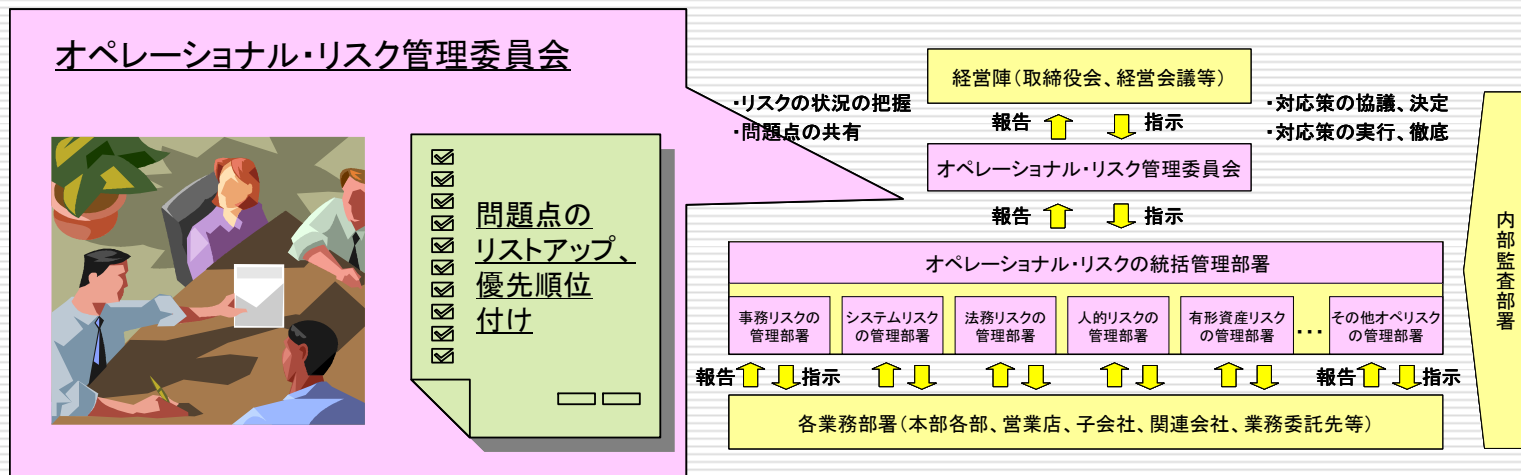 オペレーショナル・リスク管理委員会
問題点の
リストアップ、
優先順位
付け
経営陣(取締役会、経営会議等)
・リスクの状況の把握
・問題点の共有
報告
指示
・対応策の協議、決定
・対応策の実行、徹底
オペレーショナル・リスク管理委員会
報告
指示
オペレーショナル・リスクの統括管理部署
事務リスクの
管理部署
システムリスク
の管理部署
法務リスクの
管理部署
人的リスクの
管理部署
有形資産リスク
の管理部署
…
その他オペリスク
の管理部署
報告
指示
報告
指示
各業務部署(本部各部、営業店、子会社、関連会社、業務委託先等)
内部監査部署